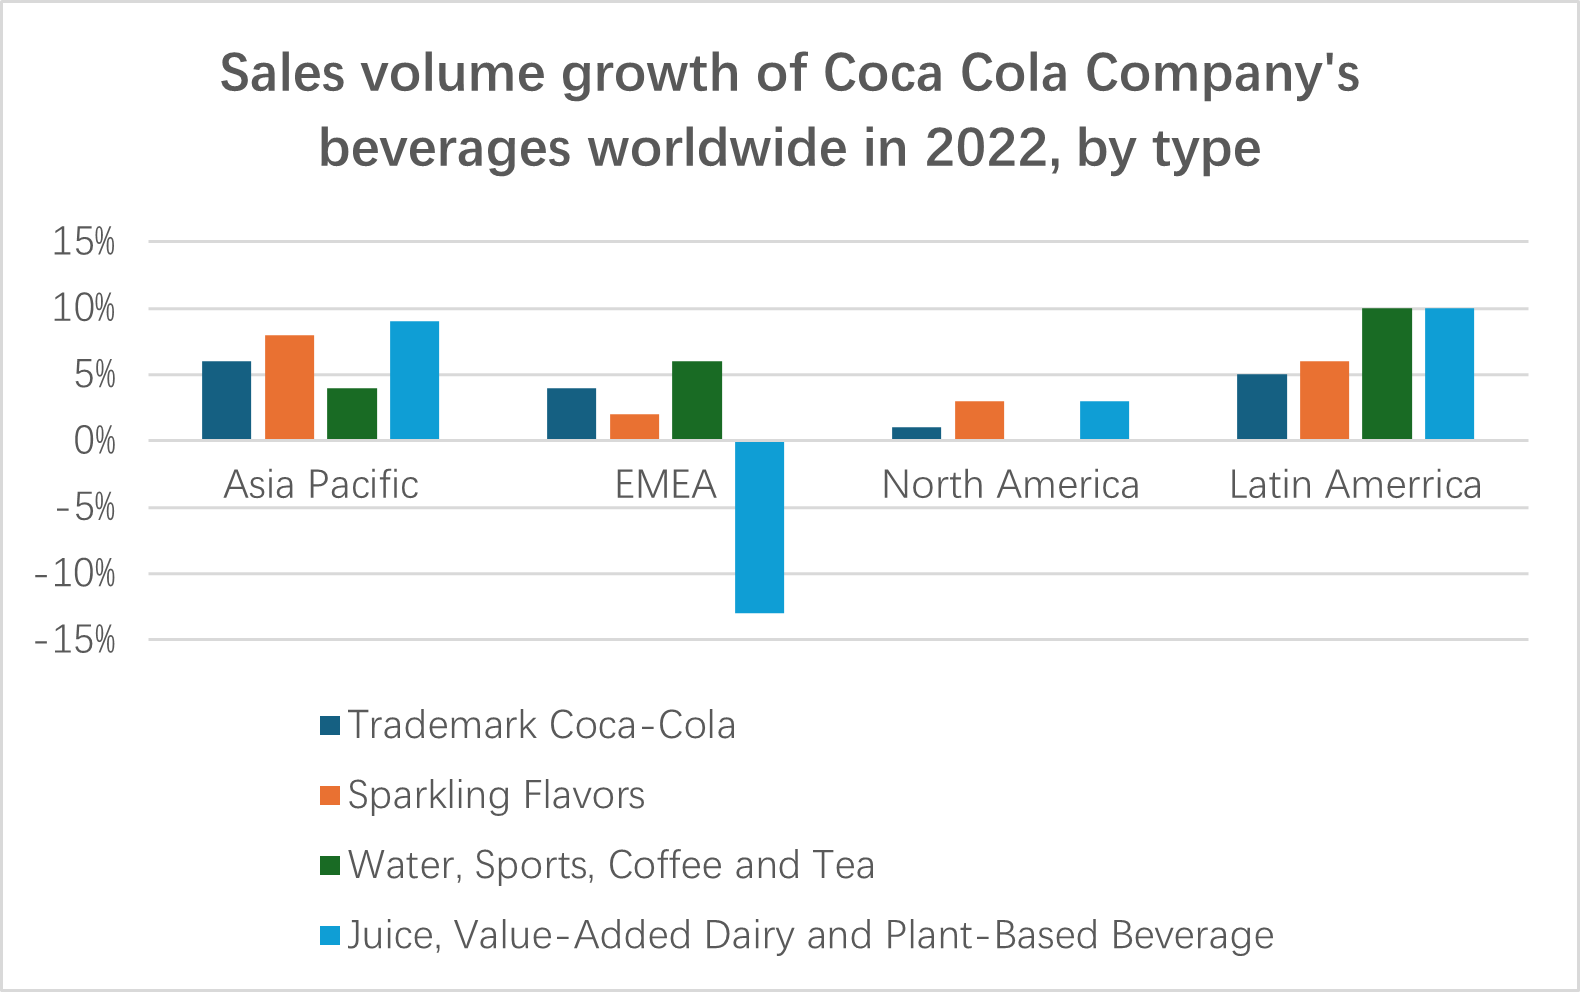 Sales volume growth of Coca Cola Company's
beverages worldwide in 2022, by type
15%
10%
5%
0%
-5%
-10%
-15%
Asia Pacific
EMEA
North America
Latin Amerrica
Trademark Coca-Cola
Sparkling Flavors
Water, Sports, Coffee and Tea
Juice, Value-Added Dairy and Plant-Based Beverage